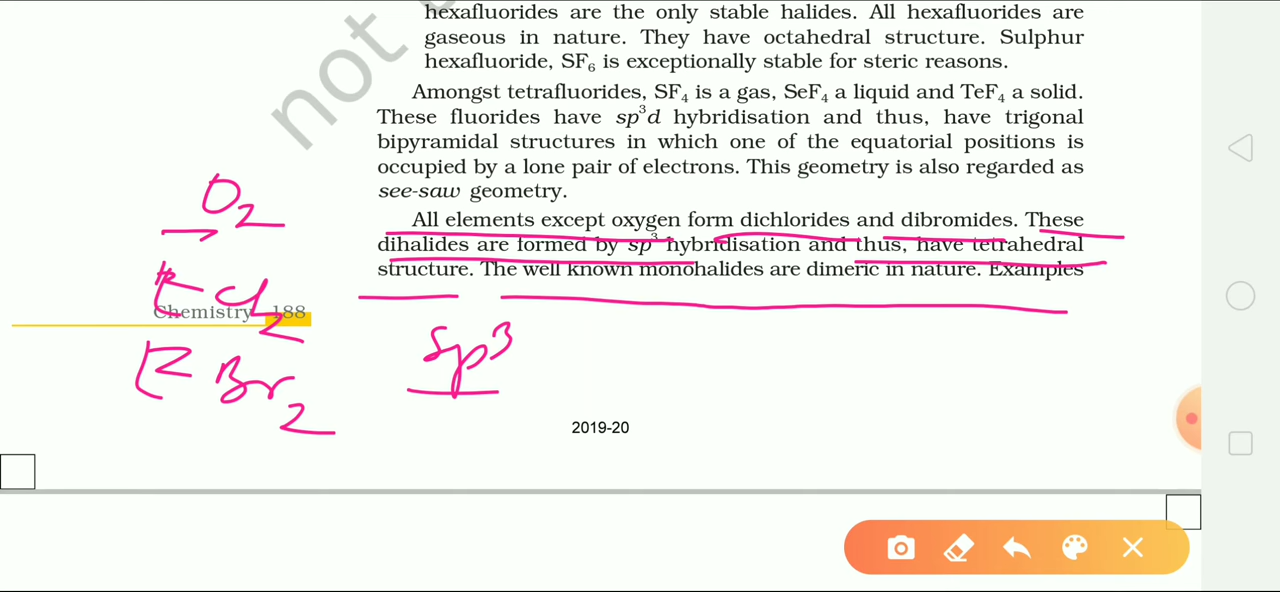 hexafluorides are the only stable halides. All hexafluorides are
gaseous in nature. They have octahedral structure. Sulphur
hexafluoride, SF₆ is exceptionally stable for steric reasons.
Amongst tetrafluorides, SF₄ is a gas, SeF₄ a liquid and TeF₄ a solid.
These fluorides have sp³d hybridisation and thus, have trigonal
bipyramidal structures in which one of the equatorial positions is
occupied by a lone pair of electrons. This geometry is also regarded as
see-saw geometry.
All elements except oxygen form dichlorides and dibromides. These
dihalides are formed by sp³ hybridisation and thus, have tetrahedral
structure. The well known monohalides are dimeric in nature. Examples
not
O₂
Cl₂
Chemistry 188
E Br₂
Sp³
2019-20